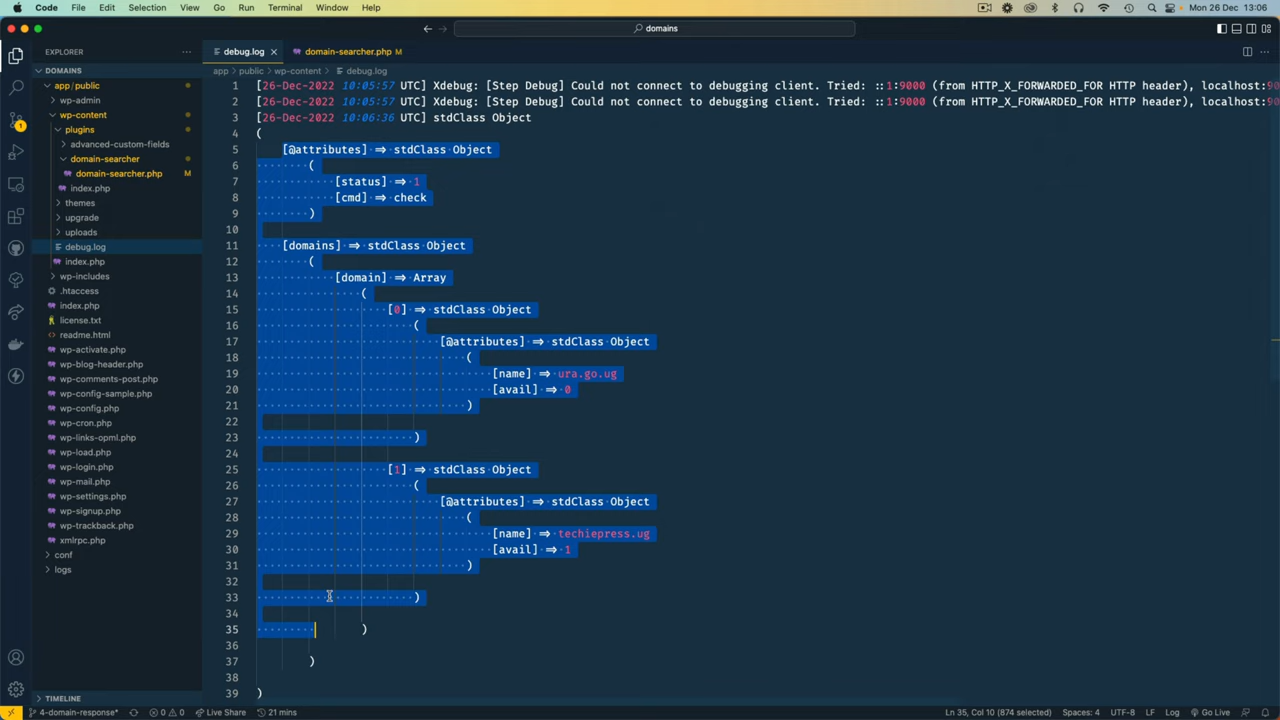 Code File Edit Selection View Go Run Terminal Window Help Mon 26 Dec 13:06
domains
EXPLORER
debug.log
domain-searcher.php M
DOMAINS
app > public > wp-content > debug.log
app/public
wp-admin
wp-content
plugins
advanced-custom-fields
domain-searcher
domain-searcher.php M
index.php
themes
upgrade
uploads
debug.log
index.php
wp-includes
.htaccess
index.php
license.txt
readme.html
wp-activate.php
wp-blog-header.php
wp-comments-post.php
wp-config-sample.php
wp-config.php
wp-cron.php
wp-links-opml.php
wp-load.php
wp-login.php
wp-mail.php
wp-settings.php
wp-signup.php
wp-trackback.php
xmlrpc.php
conf
logs
TIMELINE
1 [26-Dec-2022 10:05:57 UTC] Xdebug: [Step Debug] Could not connect to debugging client. Tried: ::1:9000 (from HTTP_X_FORWARDED_FOR HTTP header), localhost:90
2 [26-Dec-2022 10:05:57 UTC] Xdebug: [Step Debug] Could not connect to debugging client. Tried: ::1:9000 (from HTTP_X_FORWARDED_FOR HTTP header), localhost:90
3 [26-Dec-2022 10:06:36 UTC] stdClass Object
4 (
5 [@attributes] => stdClass Object
6 (
7 [status] => 1
8 [cmd] => check
9 )
10
11 [domains] => stdClass Object
12 (
13 [domain] => Array
14 (
15 [0] => stdClass Object
16 (
17 [@attributes] => stdClass Object
18 (
19 [name] => ura.go.ug
20 [avail] => 0
21 )
22
23 )
24
25 [1] => stdClass Object
26 (
27 [@attributes] => stdClass Object
28 (
29 [name] => techiepress.ug
30 [avail] => 1
31 )
32
33 )
34
35 )
36
37 )
38
39 )
1
4-domain-response* 0 0 Live Share 21 mins Ln 35, Col 10 (874 selected) Spaces: 4 UTF-8 LF Log Go Live